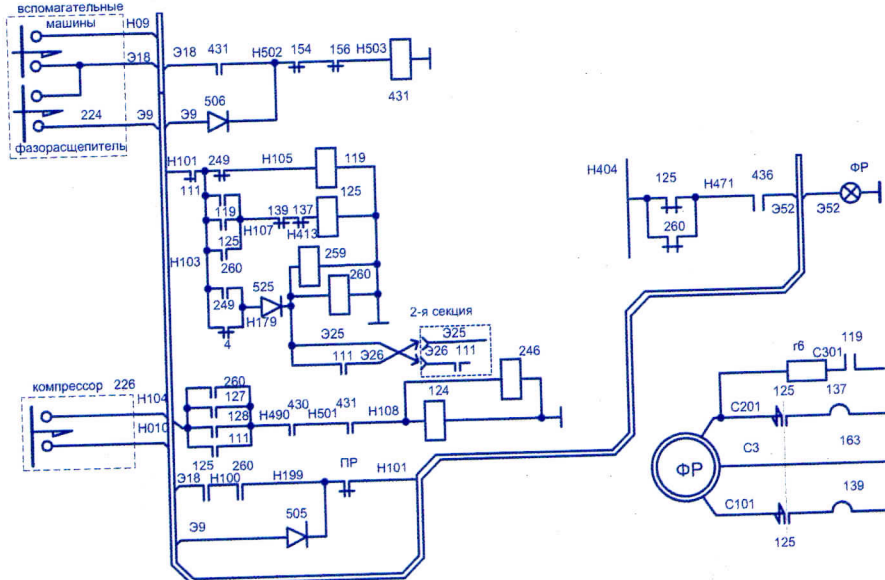 вспомагательные
машины
Н09
Э18
Э18
431
Н502
154
156
Н503
431
224
Э9
Э9
506
фазорасщепитель
Н101
249
Н105
119
111
125
119
Н107
139
137
Н413
125
Н103
260
259
249
525
260
Н179
4
2-я секция
Э25
Э25
111
Э26
Э26
111
246
компрессор
226
Н104
260
127
430
431
124
Н010
128
Н490
Н501
Н108
111
125
Э18
Н100
260
Н199
ПР
Н101
Э9
505
Н404
125
Н471
436
ФР
Э52
Э52
260
r6
С301
119
125
137
С201
ФР
С3
163
139
С101
125